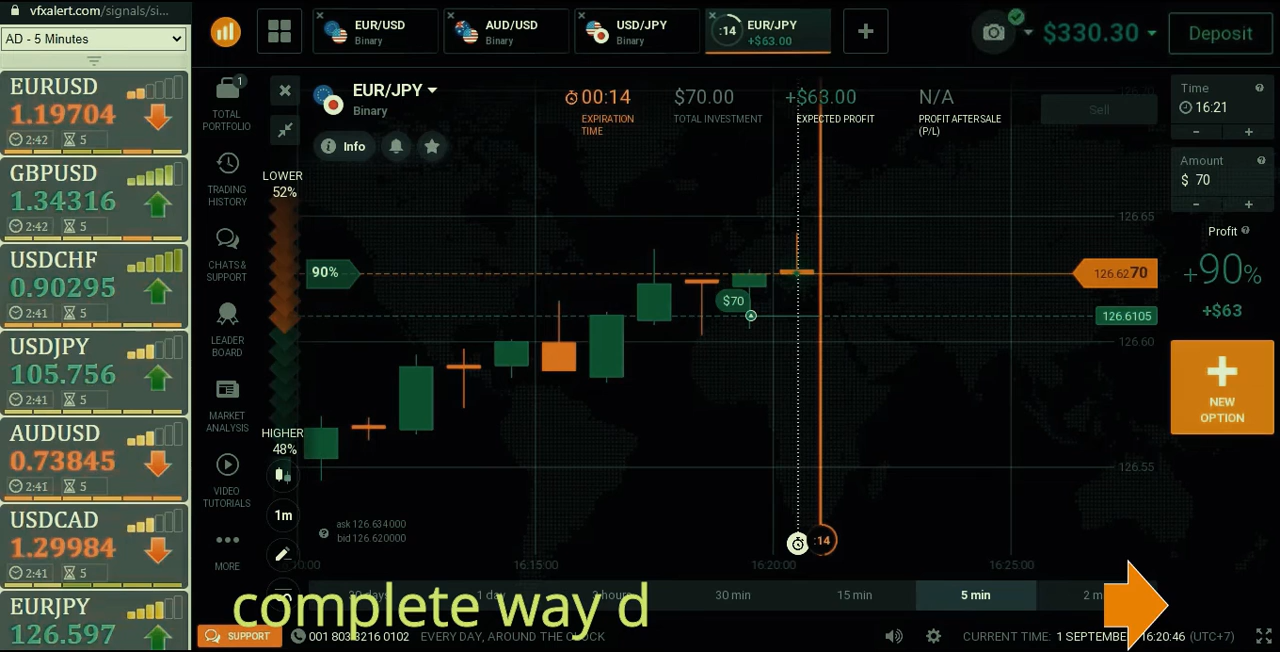 vfxalert.com/signals/si...
AD - 5 Minutes
EURUSD
1.19704
2:42 5
GBPUSD
1.34316
2:42 5
USDCHF
0.90295
2:41 5
USDJPY
105.756
2:41 5
AUDUSD
0.73845
2:41 5
USDCAD
1.29984
2:41 5
EURJPY
126.597
EUR/USD
Binary
AUD/USD
Binary
USD/JPY
Binary
:14
EUR/JPY
+$63.00
$330.30
Deposit
1
TOTAL
PORTFOLIO
TRADING
HISTORY
CHATS &
SUPPORT
LEADER
BOARD
MARKET
ANALYSIS
VIDEO
TUTORIALS
MORE
EUR/JPY
Binary
Info
00:14
EXPIRATION
TIME
$70.00
TOTAL INVESTMENT
+$63.00
EXPECTED PROFIT
N/A
PROFIT AFTER SALE
(P/L)
Sell
LOWER
52%
HIGHER
48%
90%
$70
126.65
126.6270
126.6105
126.60
126.55
1m
ask 126.634000
bid 126.620000
:14
16:15:00
16:20:00
16:25:00
30 min
15 min
5 min
2 m
complete way d
Time
16:21
- +
Amount
$ 70
- +
Profit
+90%
+$63
NEW
OPTION
SUPPORT
001 803 8216 0102
EVERY DAY, AROUND THE CLOCK
CURRENT TIME: 1 SEPTEMBE 16:20:46 (UTC+7)